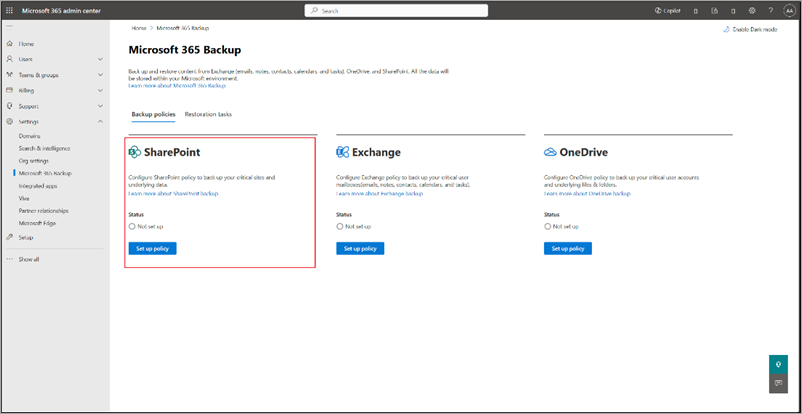 Microsoft 365 admin center
Search
Copilot
?
AA
Home
Users
Teams & groups
Billing
Support
Settings
Domains
Search & intelligence
Org settings
Microsoft 365 Backup
Integrated apps
Viva
Partner relationships
Microsoft Edge
Setup
Show all
Home > Microsoft 365 Backup
Enable Dark mode
Microsoft 365 Backup
Back up and restore content from Exchange (emails, notes, contacts, calendars, and tasks), OneDrive, and SharePoint. All the data will
be stored within your Microsoft environment.
Learn more about Microsoft 365 Backup
Backup policies
Restoration tasks
SharePoint
Configure SharePoint policy to back up your critical sites and
underlying data.
Learn more about SharePoint backup
Status
Not set up
Set up policy
Exchange
Configure Exchange policy to back up your critical user
mailboxes(emails, notes, contacts, calendars, and tasks).
Learn more about Exchange backup
Status
Not set up
Set up policy
OneDrive
Configure OneDrive policy to back up your critical user accounts
and underlying files & folders.
Learn more about OneDrive backup
Status
Not set up
Set up policy